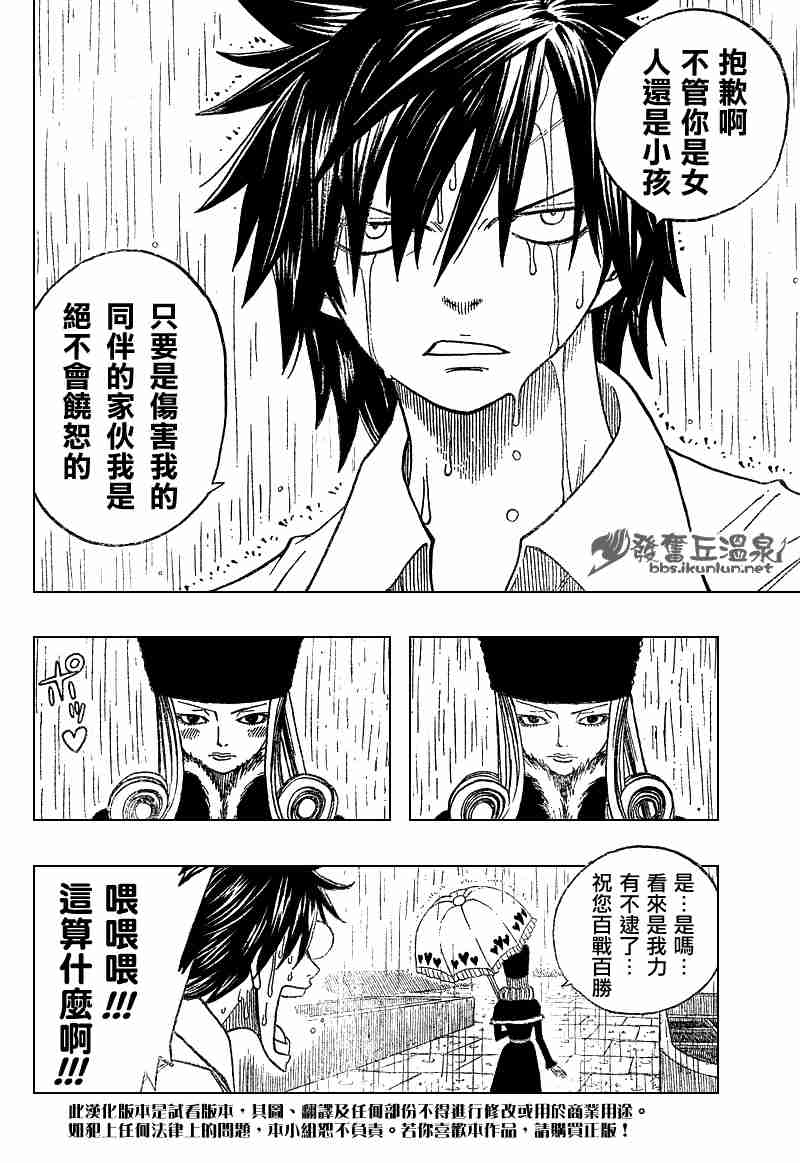 抱歉啊
不管你是女
人還是小孩
只要是傷害我的
同伴的家伙我是
絕不會饒恕的
發奮丘溫泉
bbs.ikunlun.net
ポッ♡
是…是嗎…
看來是我力
有不逮了…
祝您百戰百勝
喂喂喂!!!
這算什麼啊!!!
此漢化版本是試看版本，其圖、翻譯及任何部份不得進行修改或用於商業用途。
如犯上任何法律上的問題，本小組恕不負責。若你喜歡本作品，請購買正版！